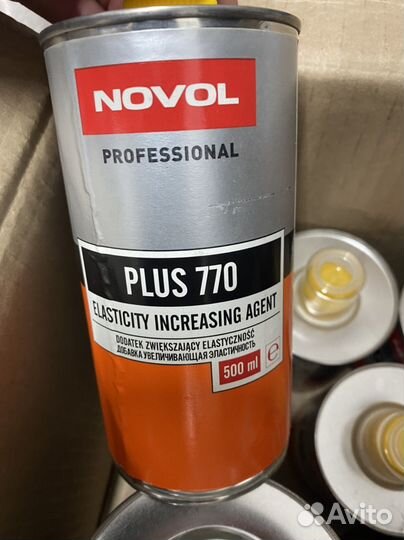 NOVOL
PROFESSIONAL
PLUS 770
ELASTICITY INCREASING AGENT
DODATEK ZWIĘKSZAJĄCY ELASTYCZNOŚĆ
ДОБАВКА УВЕЛИЧИВАЮЩАЯ ЭЛАСТИЧНОСТЬ
500 ml e
Avito